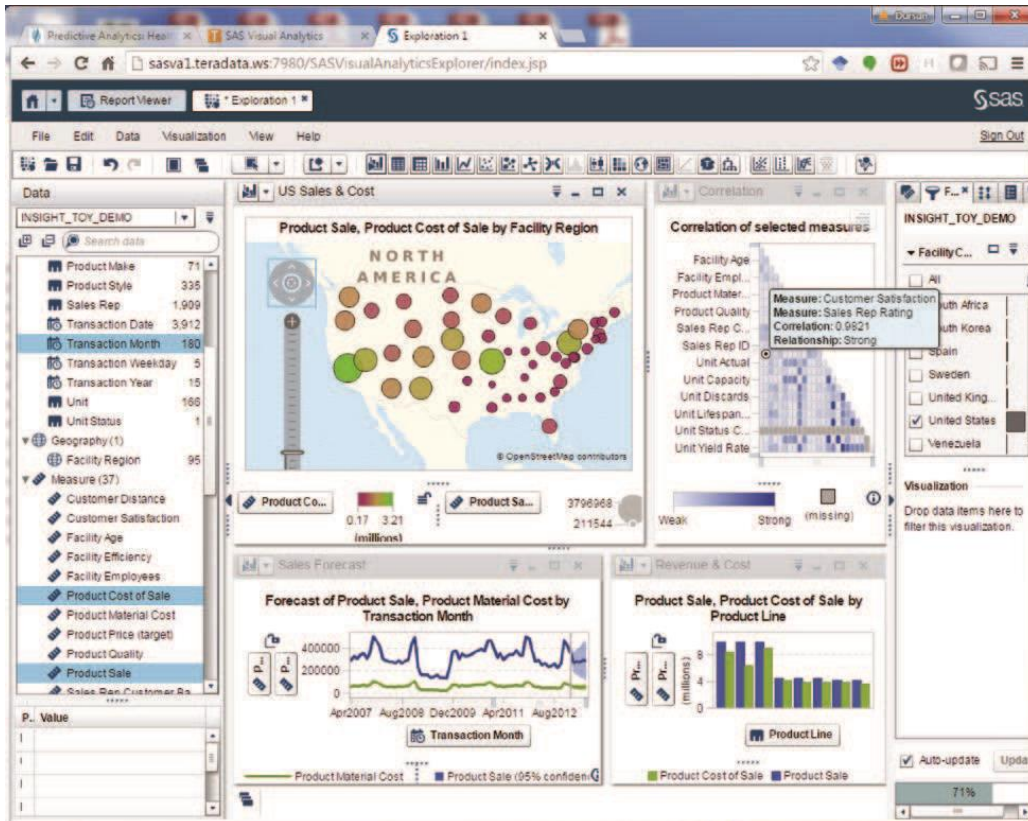 Predictive Analytics: Hear
SAS Visual Analytics
Exploration 1
sasva1.teradata.ws:7980/SASVisualAnalyticsExplorer/index.jsp
Report Viewer
* Exploration 1
sas
File Edit Data Visualization View Help
Sign Out
Data
INSIGHT_TOY_DEMO
Search data
Product Make 71
Product Style 335
Sales Rep 1,909
Transaction Date 3,912
Transaction Month 180
Transaction Weekday 5
Transaction Year 15
Unit 166
Unit Status 1
Geography (1)
Facility Region 95
Measure (37)
Customer Distance
Customer Satisfaction
Facility Age
Facility Efficiency
Facility Employees
Product Cost of Sale
Product Material Cost
Product Price (target)
Product Quality
Product Sale
Sales Rep Customer Ba
P.. Value
US Sales & Cost
Product Sale, Product Cost of Sale by Facility Region
NORTH
AMERICA
© OpenStreetMap contributors
Product Co...
0.17 3.21
(millions)
Product Sa...
3796968
211544
Correlation
Correlation of selected measures
Facility Age
Facility Empl...
Product Mater...
Product Quality
Sales Rep C...
Sales Rep ID
Unit Actual
Unit Capacity
Unit Discards
Unit Lifespan...
Unit Status C...
Unit Yield Rate
Measure: Customer Satisfaction
Measure: Sales Rep Rating
Correlation: 0.9821
Relationship: Strong
Weak Strong (missing)
Sales Forecast
Forecast of Product Sale, Product Material Cost by
Transaction Month
P...
P...
400000
200000
0
Apr2007 Aug2008 Dec2009 Apr2011 Aug2012
Transaction Month
Product Material Cost Product Sale (95% confiden
Revenue & Cost
Product Sale, Product Cost of Sale by
Product Line
Pr...
Pr...
(millions)
8
4
0
Product Line
Product Cost of Sale Product Sale
F...
INSIGHT_TOY_DEMO
Facility C...
All
South Africa
South Korea
Spain
Sweden
United King...
United States
Venezuela
Visualization
Drop data items here to
filter this visualization.
Auto-update Upda
71%